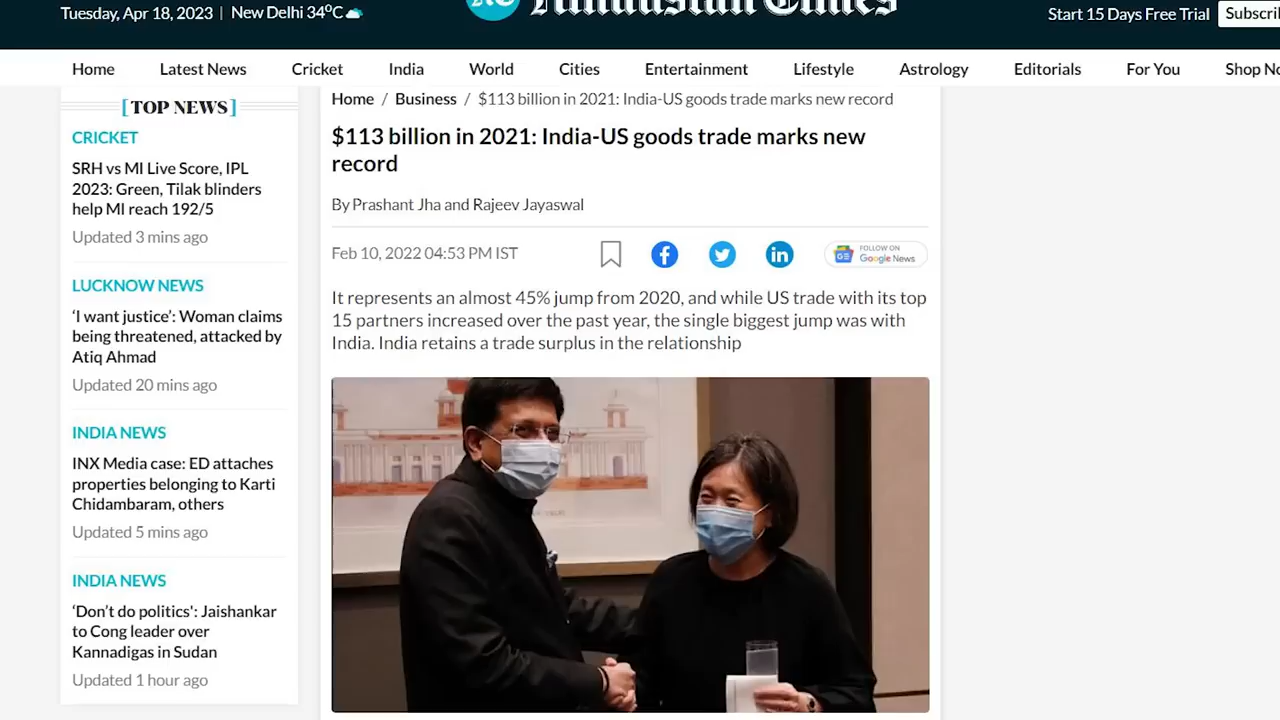 Tuesday, Apr 18, 2023 | New Delhi 34°C
Hindustan Times
Start 15 Days Free Trial
Home Latest News Cricket India World Cities Entertainment Lifestyle Astrology Editorials For You Shop
[TOP NEWS]
CRICKET
SRH vs MI Live Score, IPL
2023: Green, Tilak blinders
help MI reach 192/5
Updated 3 mins ago
LUCKNOW NEWS
‘I want justice’: Woman claims
being threatened, attacked by
Atiq Ahmad
Updated 20 mins ago
INDIA NEWS
INX Media case: ED attaches
properties belonging to Karti
Chidambaram, others
Updated 5 mins ago
INDIA NEWS
‘Don’t do politics': Jaishankar
to Cong leader over
Kannadigas in Sudan
Updated 1 hour ago
Home / Business / $113 billion in 2021: India-US goods trade marks new record
$113 billion in 2021: India-US goods trade marks new
record
By Prashant Jha and Rajeev Jayaswal
Feb 10, 2022 04:53 PM IST
FOLLOW ON
Google News
It represents an almost 45% jump from 2020, and while US trade with its top
15 partners increased over the past year, the single biggest jump was with
India. India retains a trade surplus in the relationship